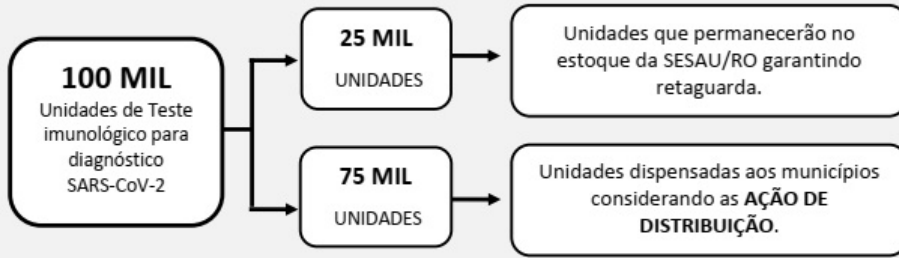 100 MIL
Unidades de Teste
imunológico para
diagnóstico
SARS-CoV-2
25 MIL
UNIDADES
Unidades que permanecerão no
estoque da SESAU/RO garantindo
retaguarda.
75 MIL
UNIDADES
Unidades dispensadas aos municípios
considerando as AÇÃO DE
DISTRIBUIÇÃO.